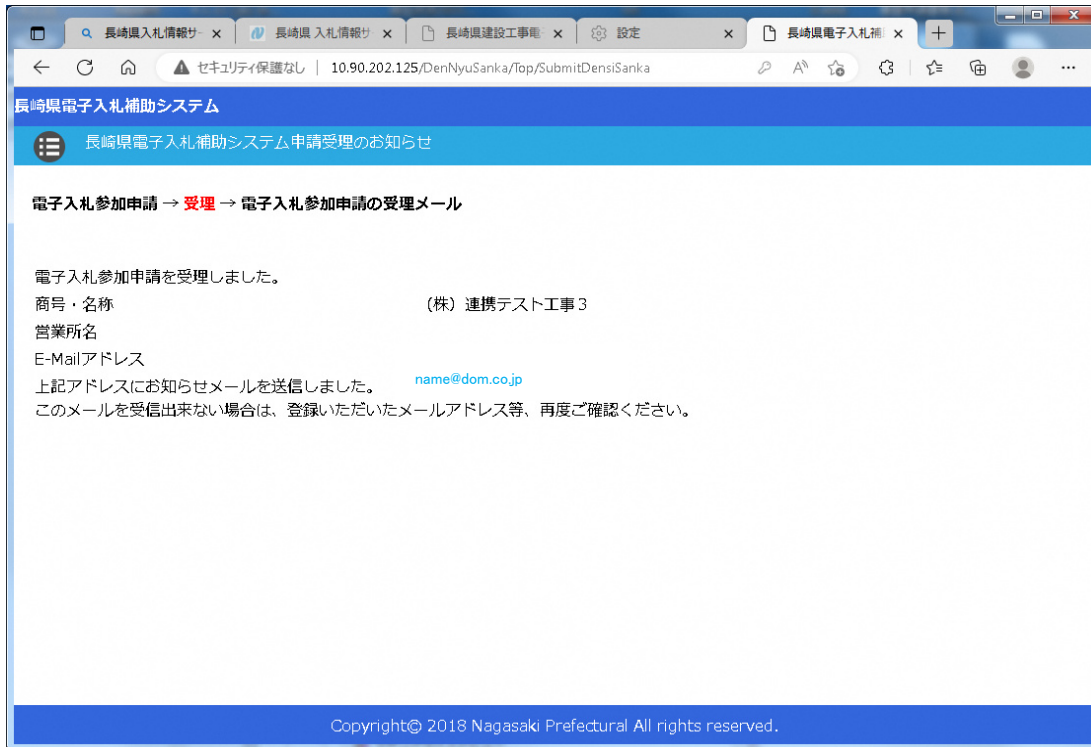 長崎県入札情報サー
長崎県 入札情報サ
長崎県建設工事電
設定
長崎県電子入札補
セキュリティ保護なし | 10.90.202.125/DenNyuSanka/Top/SubmitDensiSanka
長崎県電子入札補助システム
長崎県電子入札補助システム申請受理のお知らせ
電子入札参加申請 → 受理 → 電子入札参加申請の受理メール
電子入札参加申請を受理しました。
商号・名称 (株) 連携テスト工事3
営業所名
E-Mailアドレス
name@dom.co.jp
上記アドレスにお知らせメールを送信しました。
このメールを受信出来ない場合は、登録いただいたメールアドレス等、再度ご確認ください。
Copyright© 2018 Nagasaki Prefectural All rights reserved.